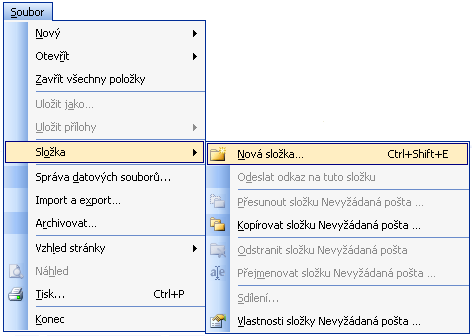 Soubor
Nový
Otevřít
Zavřít všechny položky
Uložit jako...
Uložit přílohy
Složka
Správa datových souborů...
Import a export...
Archivovat...
Vzhled stránky
Náhled
Tisk... Ctrl+P
Konec
Nová složka... Ctrl+Shift+E
Odeslat odkaz na tuto složku
Přesunout složku Nevyžádaná pošta ...
Kopírovat složku Nevyžádaná pošta ...
Odstranit složku Nevyžádaná pošta
Přejmenovat složku Nevyžádaná pošta ...
Sdílení...
Vlastnosti složky Nevyžádaná pošta ...